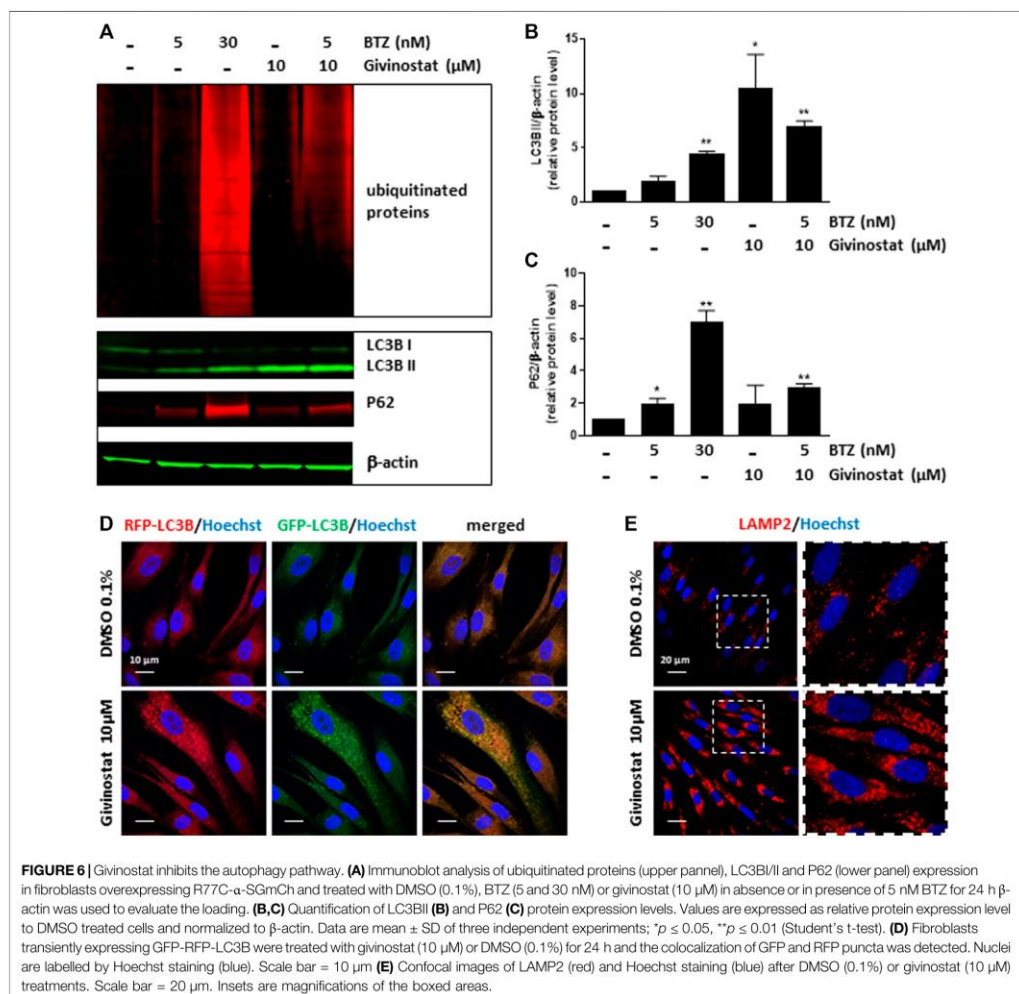 A
- 5 30 - 5 BTZ (nM)
- - - 10 10 Givinostat (µM)
ubiquitinated
proteins
LC3B I
LC3B II
P62
β-actin
B
LC3BII/β-actin
(relative protein level)
15
10
5
0
*
**
**
- 5 30 - 5 BTZ (nM)
- - - 10 10 Givinostat (µM)
C
P62/β-actin
(relative protein level)
10
8
6
4
2
0
*
**
**
- 5 30 - 5 BTZ (nM)
- - - 10 10 Givinostat (µM)
D
RFP-LC3B/Hoechst GFP-LC3B/Hoechst merged
DMSO 0.1%
10 µm
Givinostat 10µM
E
LAMP2/Hoechst
DMSO 0.1%
20 µm
Givinostat 10µM
FIGURE 6 | Givinostat inhibits the autophagy pathway. (A) Immunoblot analysis of ubiquitinated proteins (upper pannel), LC3BI/II and P62 (lower panel) expression
in fibroblasts overexpressing R77C-α-SGmCh and treated with DMSO (0.1%), BTZ (5 and 30 nM) or givinostat (10 µM) in absence or in presence of 5 nM BTZ for 24 h β-
actin was used to evaluate the loading. (B,C) Quantification of LC3BII (B) and P62 (C) protein expression levels. Values are expressed as relative protein expression level
to DMSO treated cells and normalized to β-actin. Data are mean ± SD of three independent experiments; *p ≤ 0.05, **p ≤ 0.01 (Student's t-test). (D) Fibroblasts
transiently expressing GFP-RFP-LC3B were treated with givinostat (10 µM) or DMSO (0.1%) for 24 h and the colocalization of GFP and RFP puncta was detected. Nuclei
are labelled by Hoechst staining (blue). Scale bar = 10 µm (E) Confocal images of LAMP2 (red) and Hoechst staining (blue) after DMSO (0.1%) or givinostat (10 µM)
treatments. Scale bar = 20 µm. Insets are magnifications of the boxed areas.